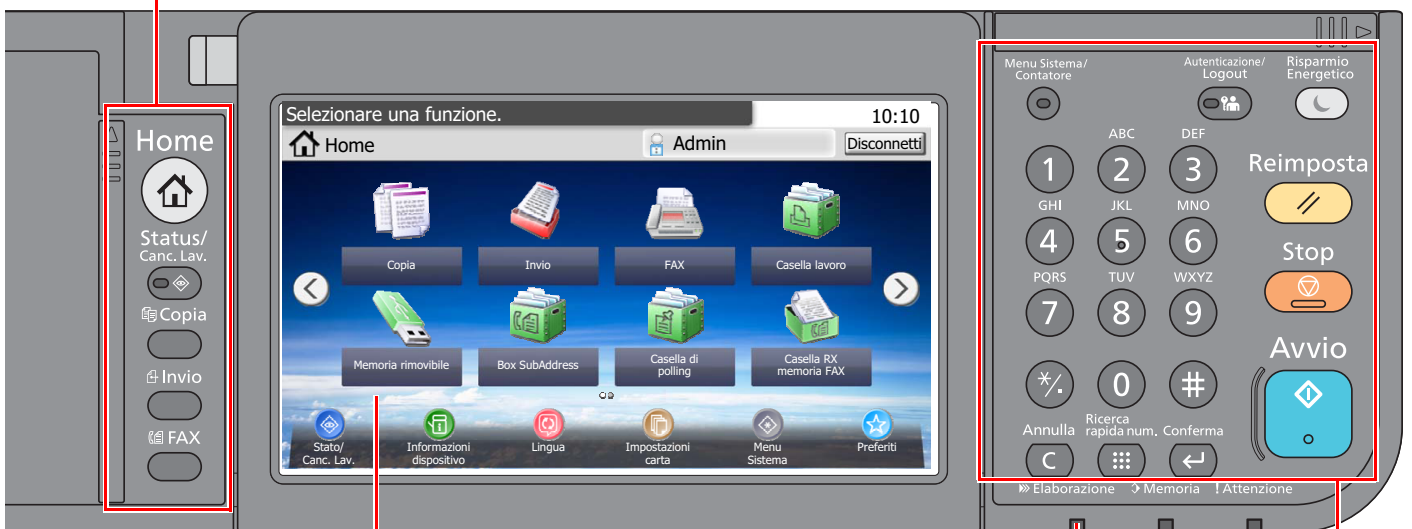 Home
Status/
Canc. Lav.
Copia
Invio
FAX
Selezionare una funzione.
10:10
Home
Admin
Disconnetti
Copia
Invio
FAX
Casella lavoro
Memoria rimovibile
Box SubAddress
Casella di
polling
Casella RX
memoria FAX
Stato/
Canc. Lav.
Informazioni
dispositivo
Lingua
Impostazioni
carta
Menu
Sistema
Preferiti
Menu Sistema/
Contatore
Autenticazione/
Logout
Risparmio
Energetico
ABC
DEF
1
2
3
GHI
JKL
MNO
4
5
6
PQRS
TUV
WXYZ
7
8
9
*/.
0
#
Annulla
Ricerca
rapida num.
Conferma
C
Reimposta
Stop
Avvio
Elaborazione
Memoria
! Attenzione